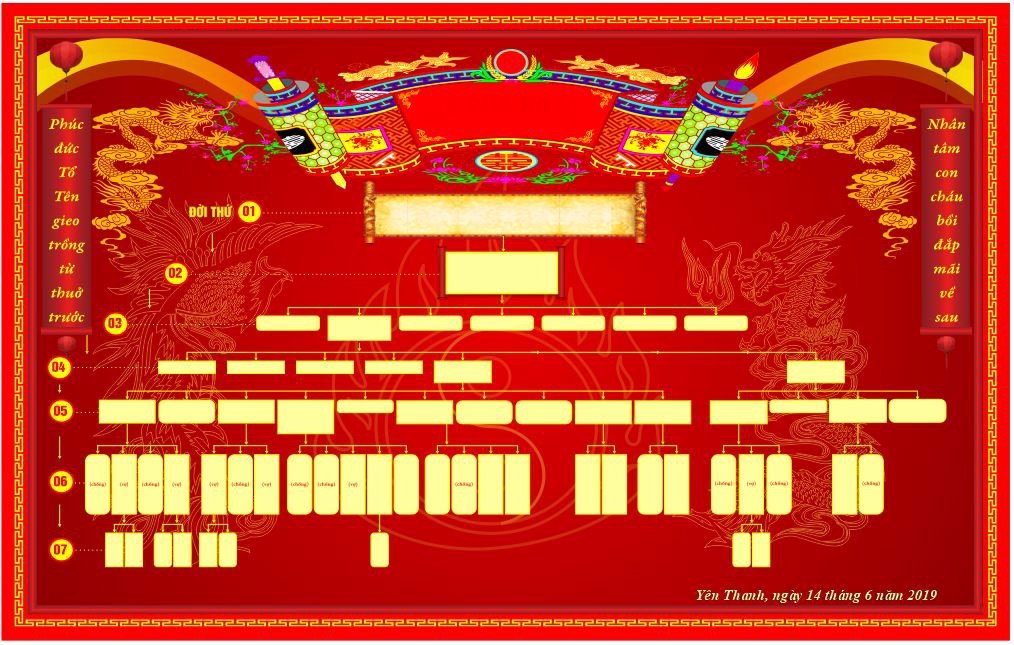 Phúc
đức
Tổ
Tên
gieo
trồng
từ
thuở
trước
Nhân
tâm
con
cháu
bồi
đắp
mãi
về
sau
ĐỜI THỨ 01
02
03
04
05
06
(chồng)
(vợ)
(chồng)
(vợ)
(vợ)
(chồng)
(vợ)
(chồng)
(chồng)
(vợ)
(chồng)
(chồng)
(vợ)
(chồng)
(chồng)
07
Yên Thanh, ngày 14 tháng 6 năm 2019